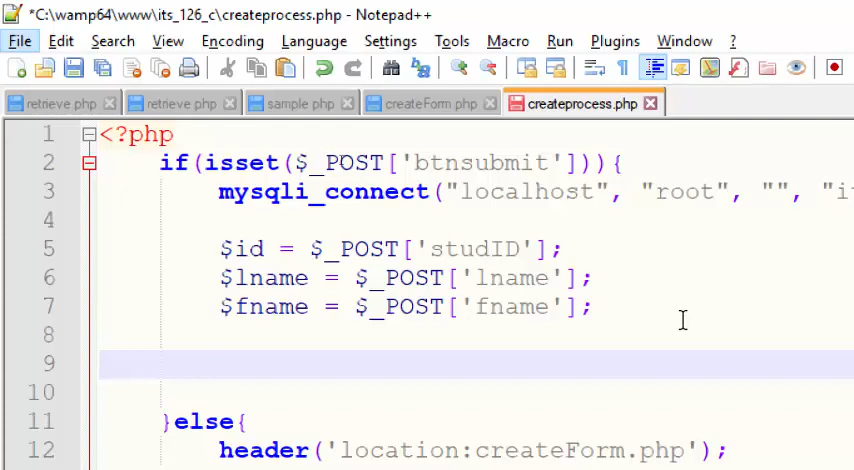 *C:\wamp64\www\its_126_c\createprocess.php - Notepad++
File Edit Search View Encoding Language Settings Tools Macro Run Plugins Window ?
retrieve.php retrieve.php sample.php createForm.php createprocess.php
1 <?php
2 if(isset($_POST['btnsubmit'])){
3 mysqli_connect("localhost", "root", "", "i
4
5 $id = $_POST['studID'];
6 $lname = $_POST['lname'];
7 $fname = $_POST['fname'];
8
9
10
11 }else{
12 header('location:createForm.php');